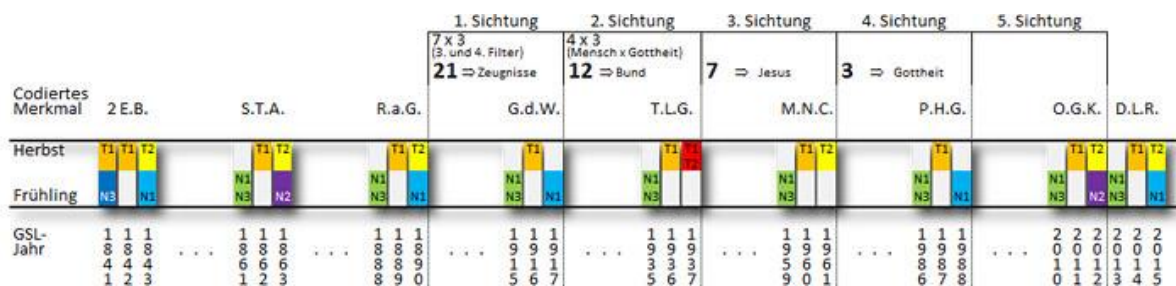 1. Sichtung 2. Sichtung 3. Sichtung 4. Sichtung 5. Sichtung
7 x 3 4 x 3
(3. und 4. Filter) (Mensch x Gottheit)
21 ⇒ Zeugnisse 12 ⇒ Bund 7 ⇒ Jesus 3 ⇒ Gottheit
Codiertes
Merkmal 2 E.B. S.T.A. R.a.G. G.d.W. T.L.G. M.N.C. P.H.G. O.G.K. D.L.R.
Herbst T1 T1 T2 T1 T2 T1 T2 T1 T1 T1 T1 T2 T1 T1 T2 T1 T2
T2
N1 N1 N1 N1 N1 N1 N1 N1
Frühling N3 N1 N3 N2 N3 N1 N3 N1 N3 N3 N3 N1 N3 N2 N3 N1
GSL-
Jahr 1841 1842 1843 . . . 1861 1862 1863 . . . 1888 1889 1890 . . . 1915 1916 1917 . . . 1935 1936 1937 . . . 1959 1960 1961 . . . 1986 1987 1988 . . . 2010 2011 2012 2013 2014 2015